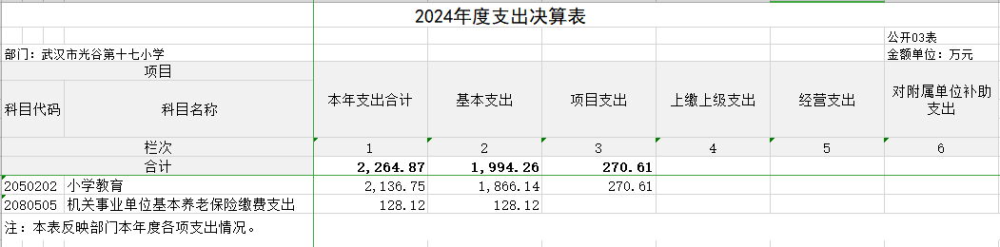 2024年度支出决算表
公开03表
部门：武汉市光谷第十七小学 金额单位：万元
项目 本年支出合计 基本支出 项目支出 上缴上级支出 经营支出 对附属单位补助支出
科目代码 科目名称
栏次 1 2 3 4 5 6
合计 2,264.87 1,994.26 270.61
2050202 小学教育 2,136.75 1,866.14 270.61
2080505 机关事业单位基本养老保险缴费支出 128.12 128.12
注：本表反映部门本年度各项支出情况。